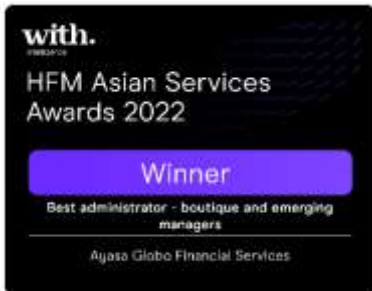 with.
HFM Asian Services
Awards 2022
Winner
Best administrator - boutique and emerging
managers
Ayasa Globo Financial Services